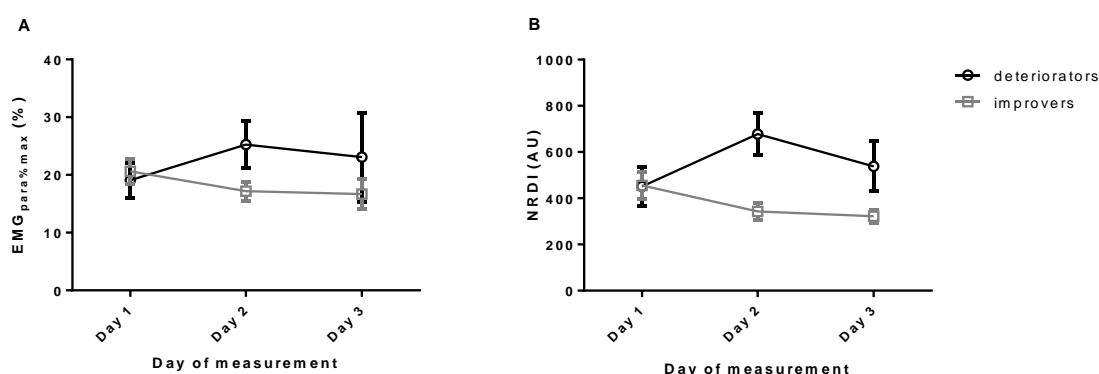 A
40
30
20
10
0
EMGpara%max (%)
Day 1
Day 2
Day 3
Day of measurement
B
1000
800
600
400
200
0
NRDI (AU)
Day 1
Day 2
Day 3
Day of measurement
deteriorators
improvers